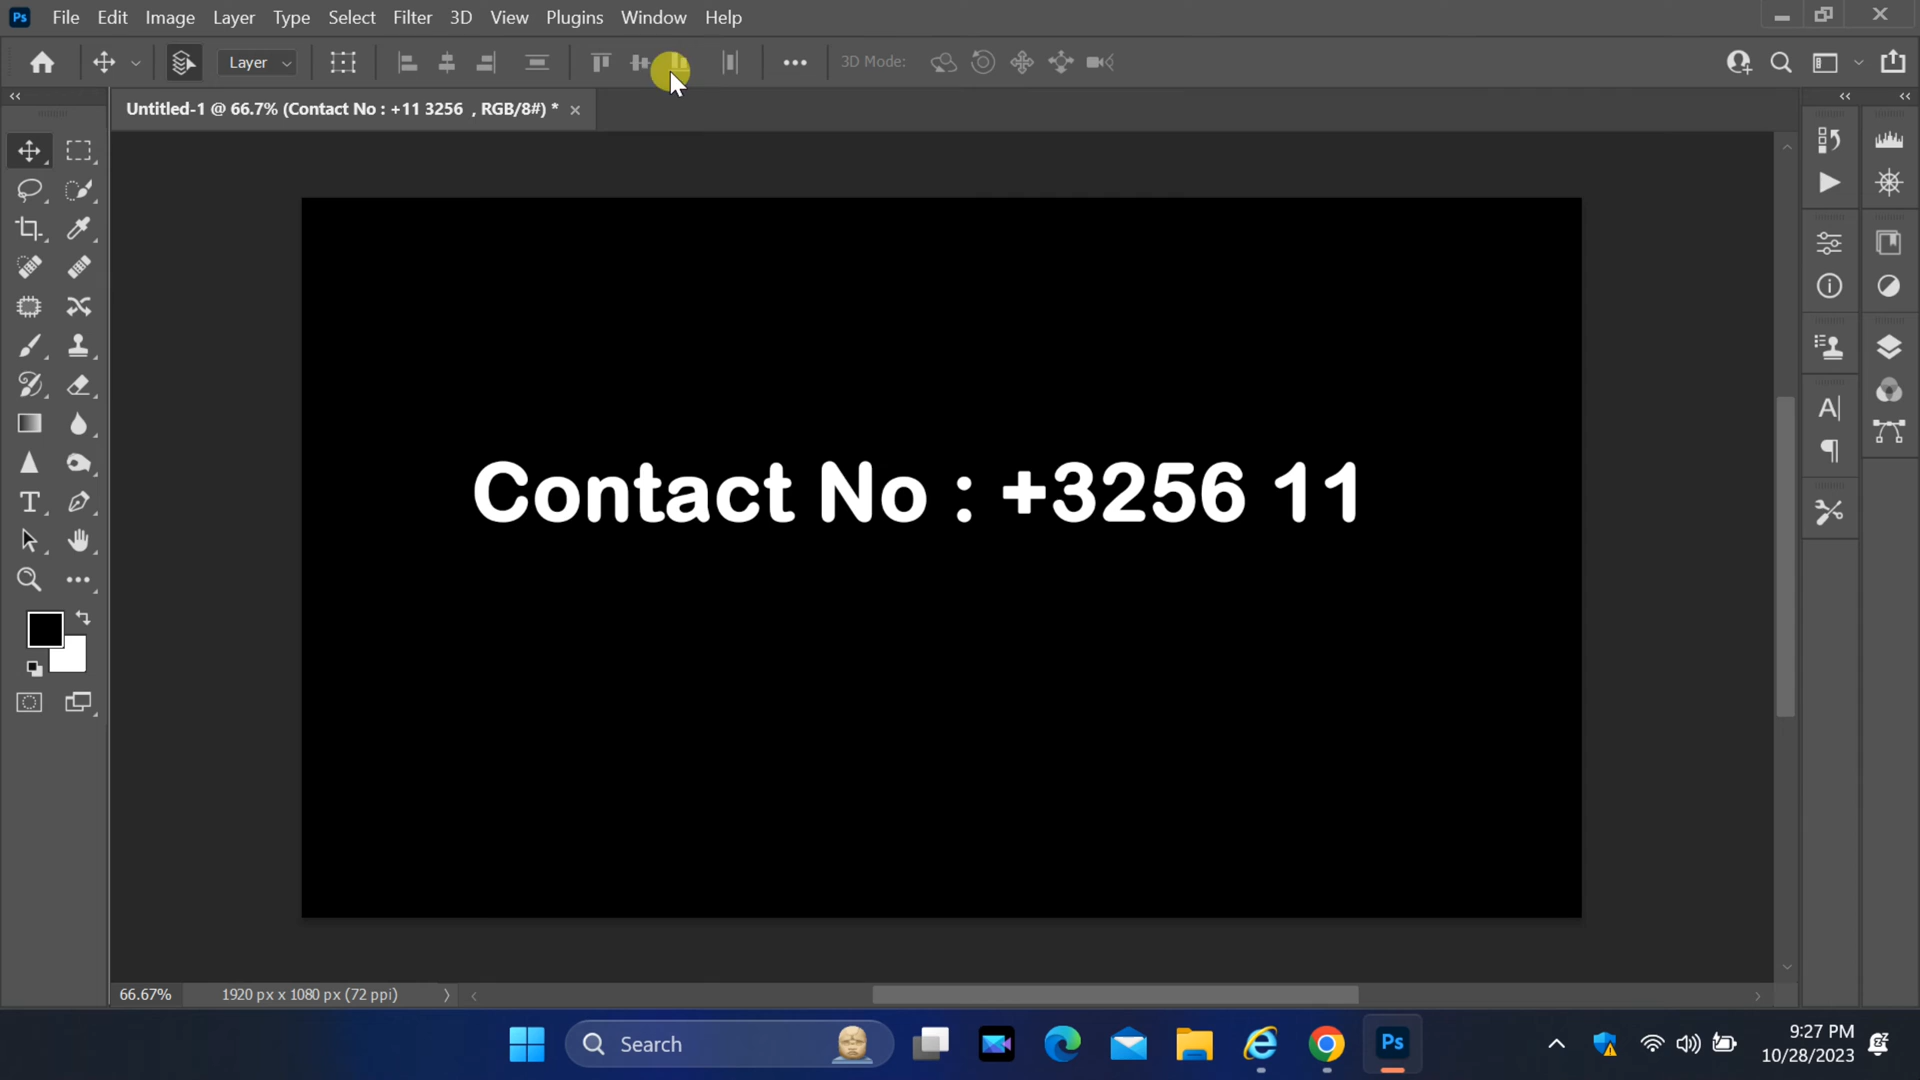 Ps File Edit Image Layer Type Select Filter 3D View Plugins Window Help
Layer 3D Mode:
Untitled-1 @ 66.7% (Contact No : +11 3256  , RGB/8#) *
Contact No : +3256 11
66.67% 1920 px x 1080 px (72 ppi)
Search Ps 9:27 PM
10/28/2023